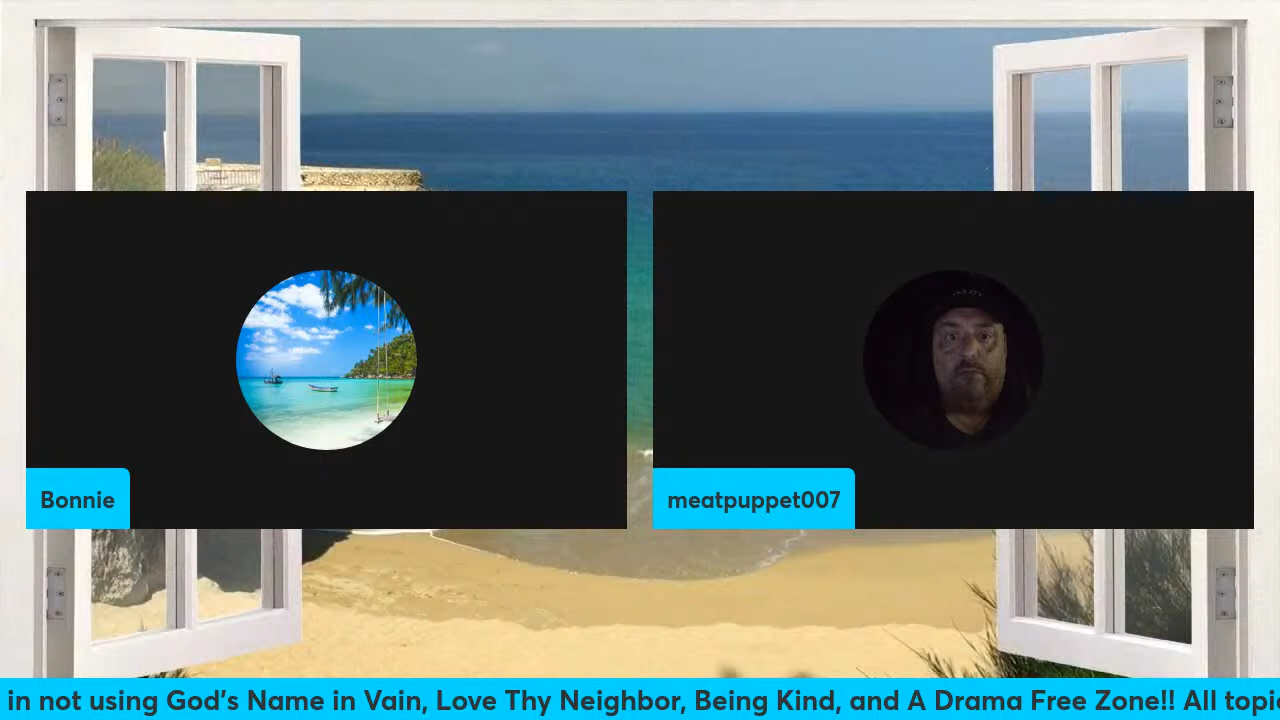 Bonnie
meatpuppet007
in not using God's Name in Vain, Love Thy Neighbor, Being Kind, and A Drama Free Zone!! All topi